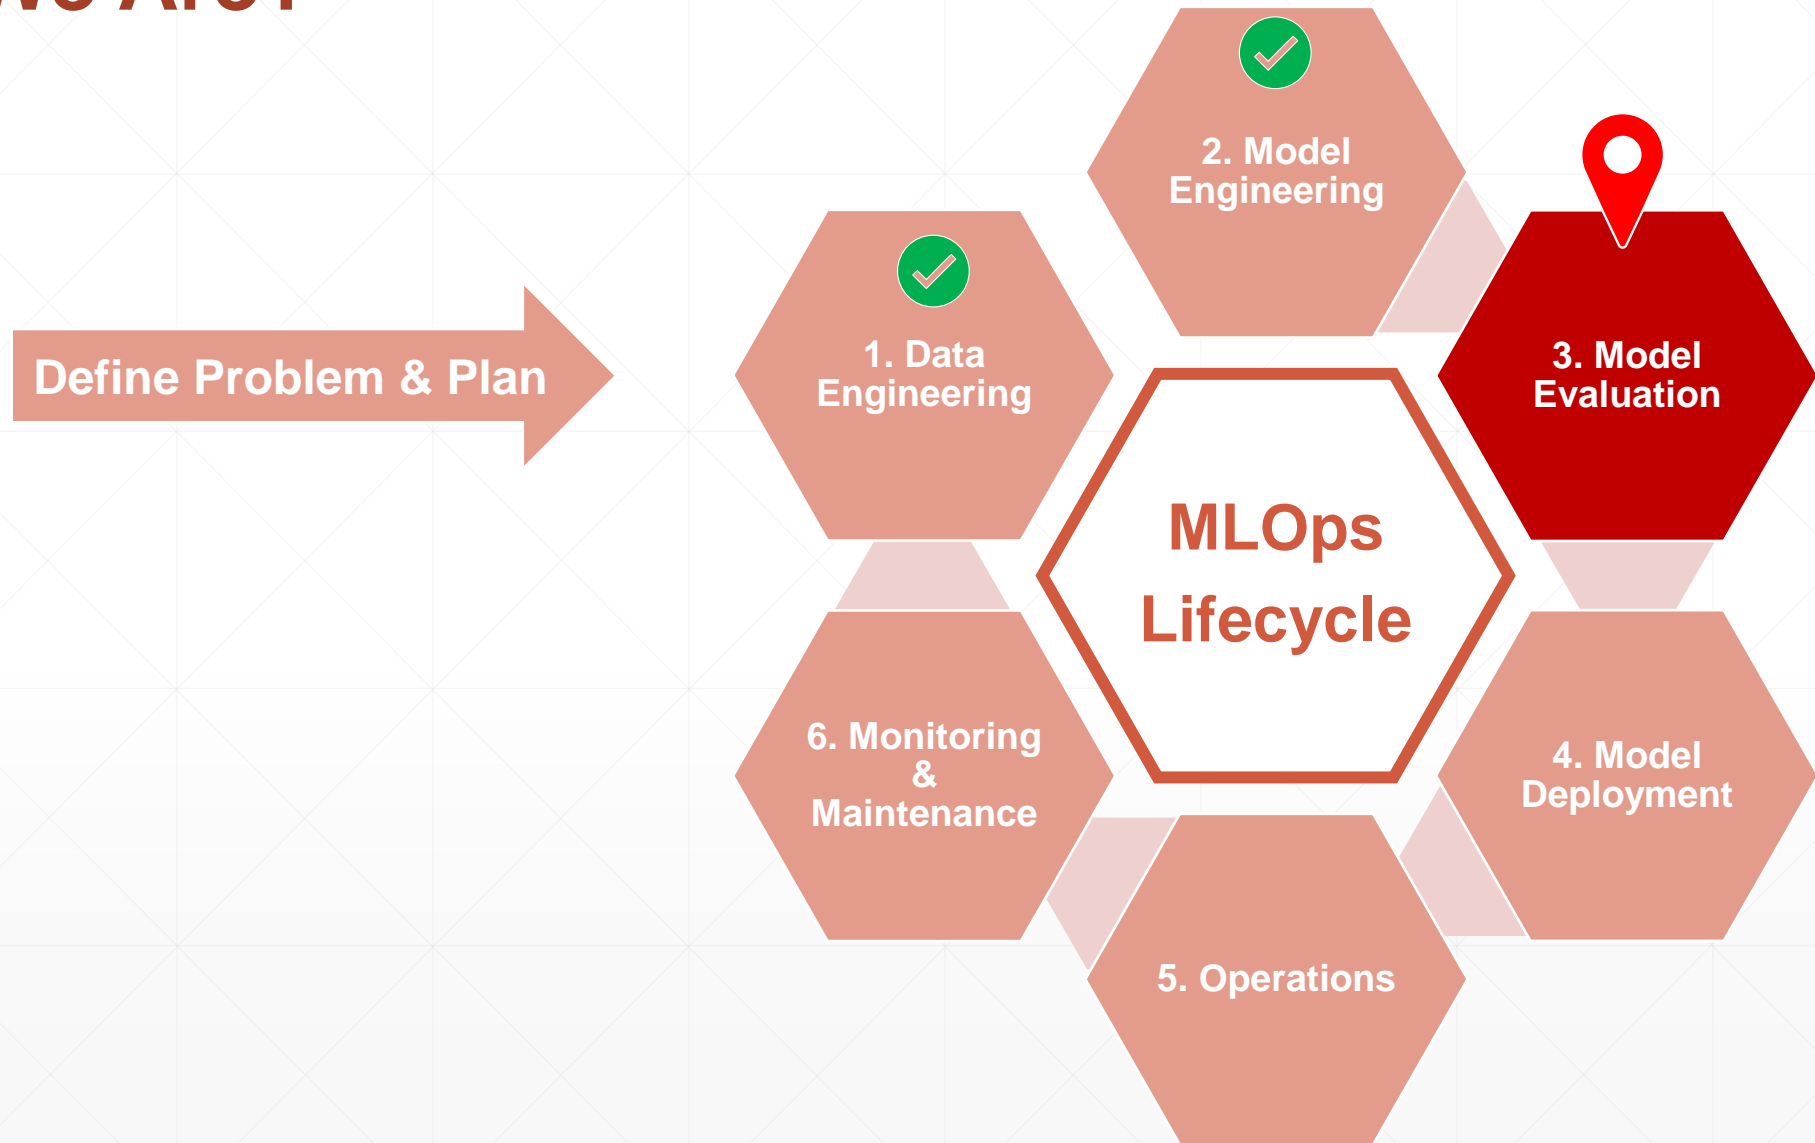 Define Problem & Plan
1. Data
Engineering
2. Model
Engineering
3. Model
Evaluation
4. Model
Deployment
5. Operations
6. Monitoring
&
Maintenance
MLOps
Lifecycle